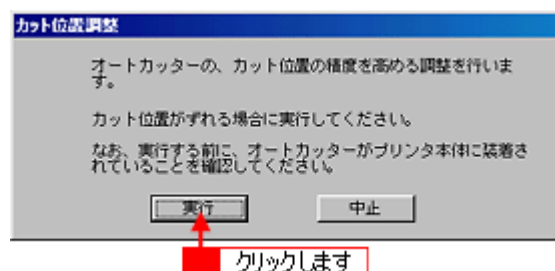 カット位置調整
オートカッターの、カット位置の精度を高める調整を行いま
す。
カット位置がずれる場合に実行してください。
なお、実行する前に、オートカッターがプリンタ本体に装着さ
れていることを確認してください。
実行
中止
クリックします